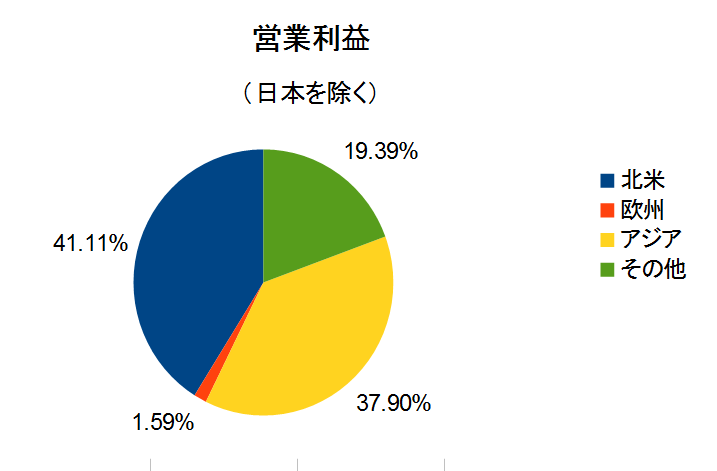 営業利益
（日本を除く）
19.39%
41.11%
37.90%
1.59%
北米
欧州
アジア
その他